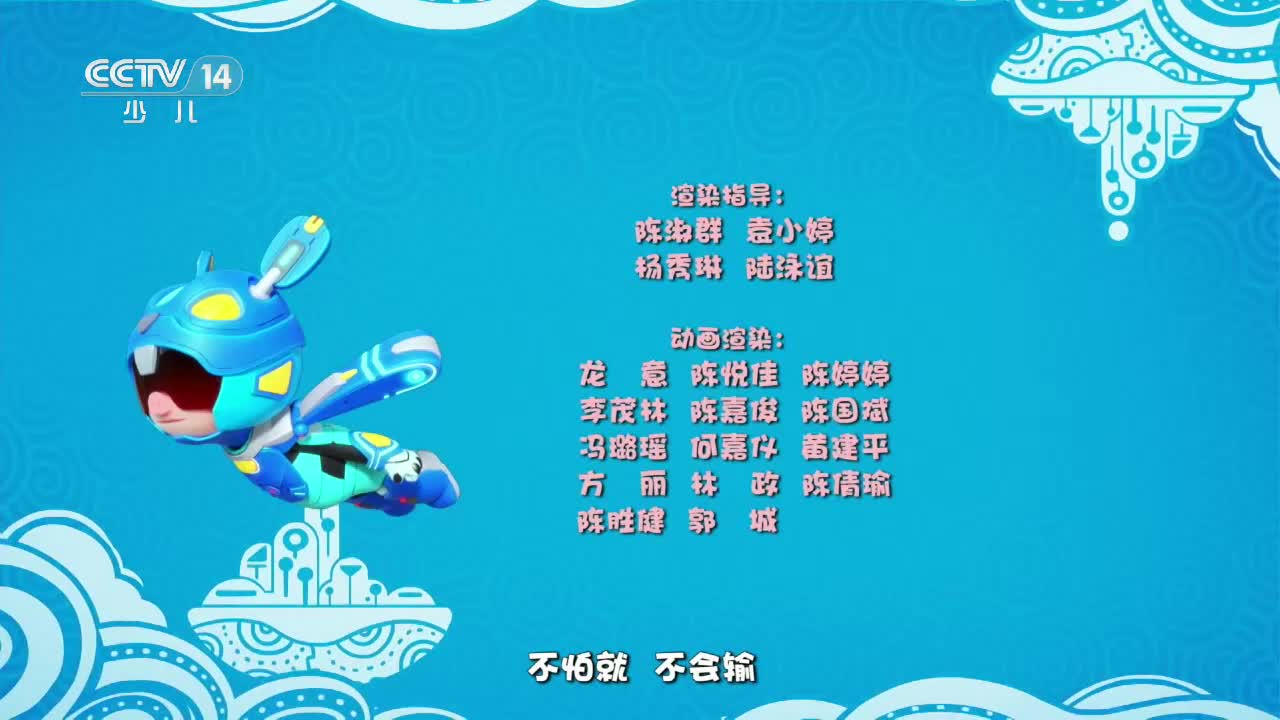 CCTV 14
少儿
渲染指导：
陈淑群 袁小婷
杨秀琳 陆泳谊
动画渲染：
龙 意 陈悦佳 陈婷婷
李茂林 陈嘉俊 陈国斌
冯璐瑶 何嘉仪 黄建平
方 丽 林 政 陈倩瑜
陈胜健 郭 城
不怕就 不会输